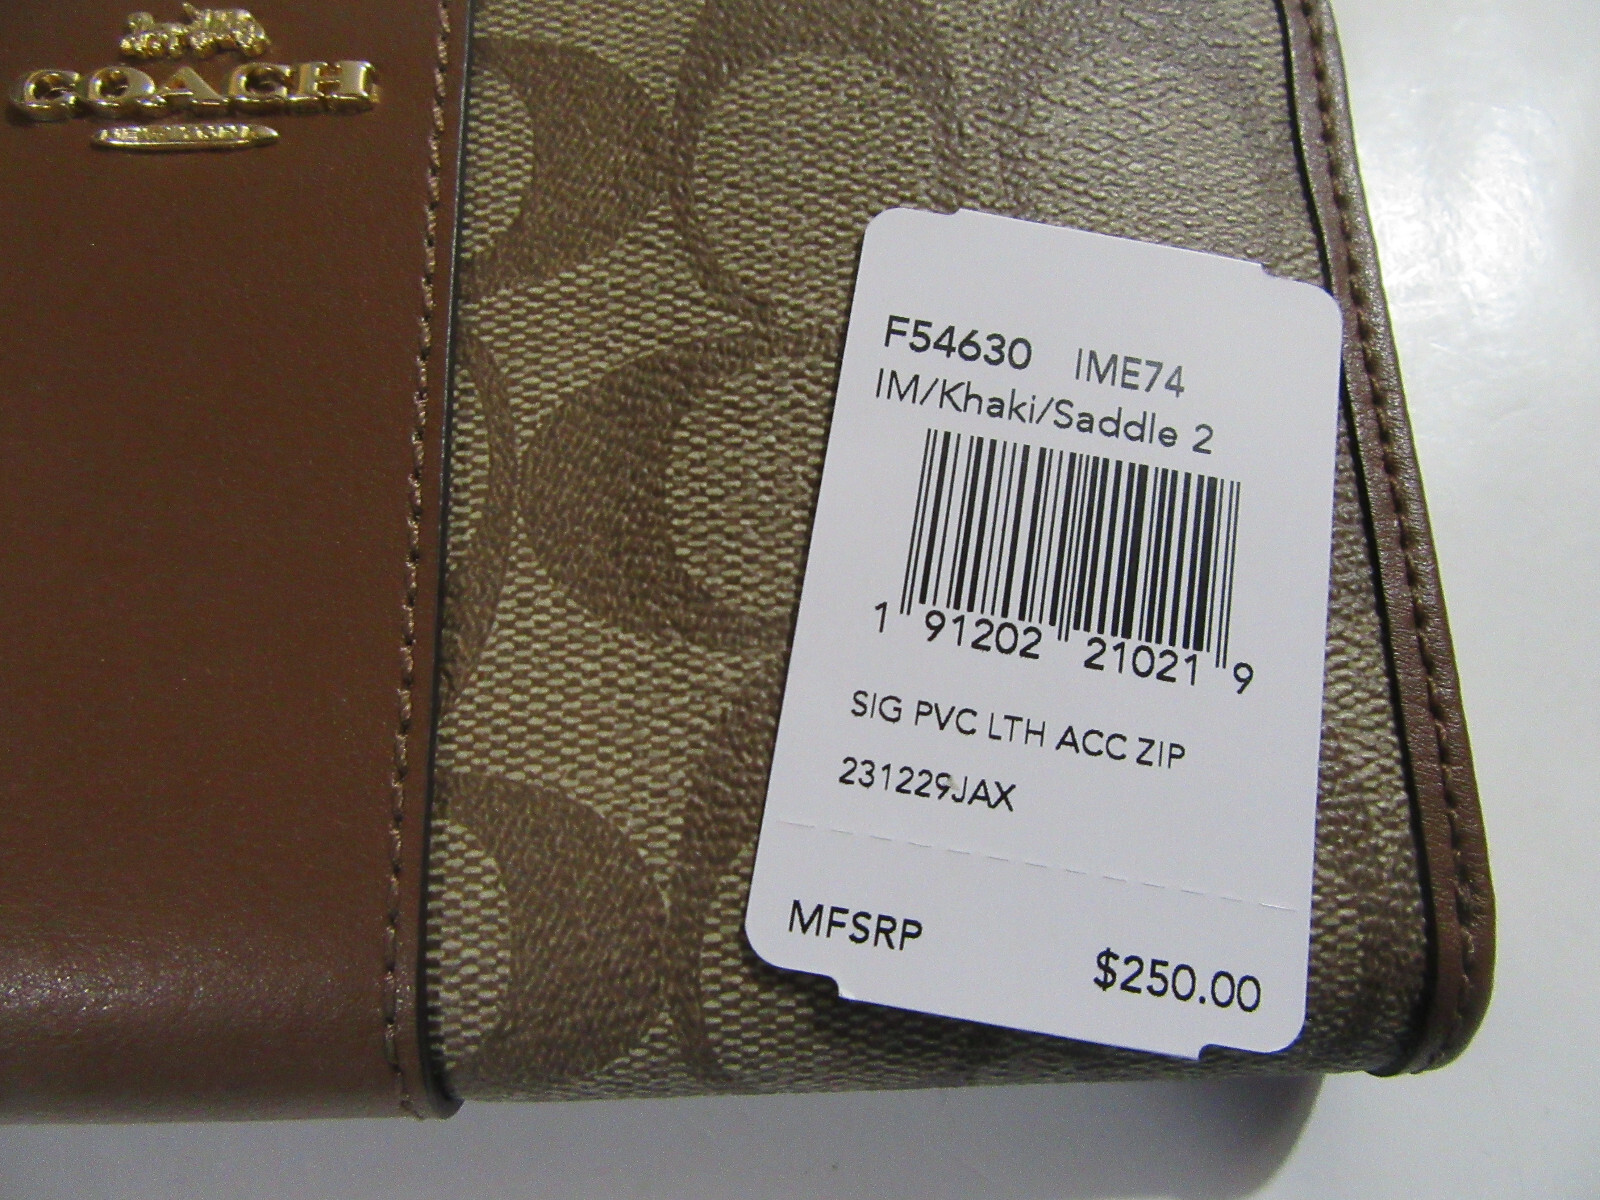 COACH
F54630 IME74
IM/Khaki/Saddle 2
1 91202 21021 9
SIG PVC LTH ACC ZIP
231229JAX
MFSRP
$250.00